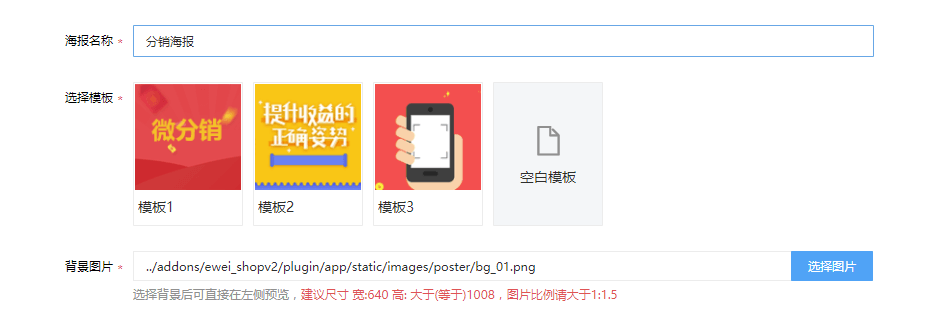 海报名称 * 分销海报
选择模板 *
微分销
提升收益的
正确姿势
空白模板
模板1 模板2 模板3
背景图片 * ../addons/ewei_shopv2/plugin/app/static/images/poster/bg_01.png 选择图片
选择背景后可直接在左侧预览，建议尺寸 宽:640 高: 大于(等于)1008，图片比例请大于1:1.5